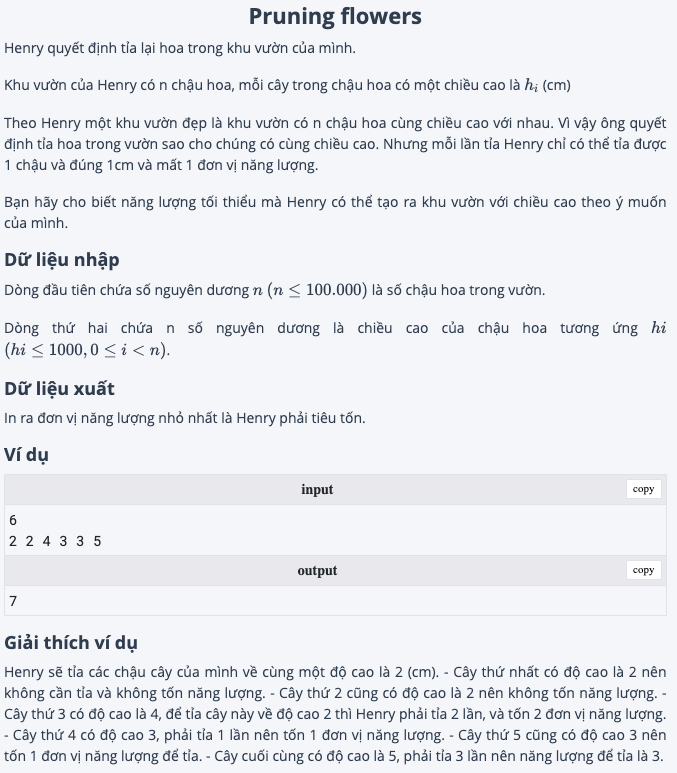 Pruning flowers
Henry quyết định tỉa lại hoa trong khu vườn của mình.
Khu vườn của Henry có n chậu hoa, mỗi cây trong chậu hoa có một chiều cao là hᵢ (cm)
Theo Henry một khu vườn đẹp là khu vườn có n chậu hoa cùng chiều cao với nhau. Vì vậy ông quyết
định tỉa hoa trong vườn sao cho chúng có cùng chiều cao. Nhưng mỗi lần tỉa Henry chỉ có thể tỉa được
1 chậu và đúng 1cm và mất 1 đơn vị năng lượng.
Bạn hãy cho biết năng lượng tối thiểu mà Henry có thể tạo ra khu vườn với chiều cao theo ý muốn
của mình.
Dữ liệu nhập
Dòng đầu tiên chứa số nguyên dương n (n ≤ 100.000) là số chậu hoa trong vườn.
Dòng thứ hai chứa n số nguyên dương là chiều cao của chậu hoa tương ứng hi
(hi ≤ 1000, 0 ≤ i < n).
Dữ liệu xuất
In ra đơn vị năng lượng nhỏ nhất là Henry phải tiêu tốn.
Ví dụ
input copy
6
2 2 4 3 3 5
output copy
7
Giải thích ví dụ
Henry sẽ tỉa các chậu cây của mình về cùng một độ cao là 2 (cm). - Cây thứ nhất có độ cao là 2 nên
không cần tỉa và không tốn năng lượng. - Cây thứ 2 cũng có độ cao là 2 nên không tốn năng lượng. -
Cây thứ 3 có độ cao là 4, để tỉa cây này về độ cao 2 thì Henry phải tỉa 2 lần, và tốn 2 đơn vị năng lượng.
- Cây thứ 4 có độ cao 3, phải tỉa 1 lần nên tốn 1 đơn vị năng lượng. - Cây thứ 5 cũng có độ cao 3 nên
tốn 1 đơn vị năng lượng để tỉa. - Cây cuối cùng có độ cao là 5, phải tỉa 3 lần nên năng lượng để tỉa là 3.